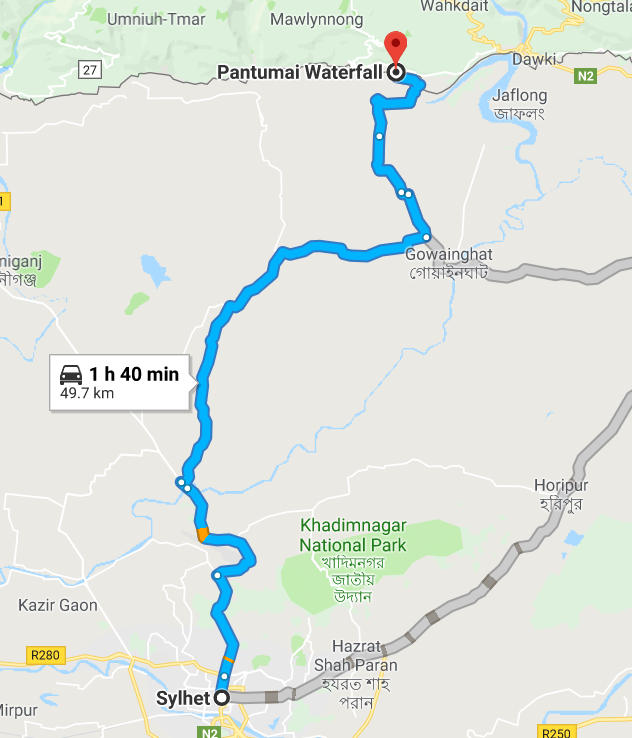 Umniuh-Tmar
Mawlynnong
Wahkdait
Nongtala
27
Pantumai Waterfall
Dawki
N2
Jaflong
জাফলং
1
niganj
নীগঞ্জ
Gowainghat
গোয়াইনঘাট
1 h 40 min
49.7 km
Horipur
হরিপুর
Khadimnagar
National Park
খাদিমনগর
জাতীয়
উদ্যান
Kazir Gaon
R280
Hazrat
Shah Paran
হযরত শাহ
পরান
Sylhet
Mirpur
N2
R250